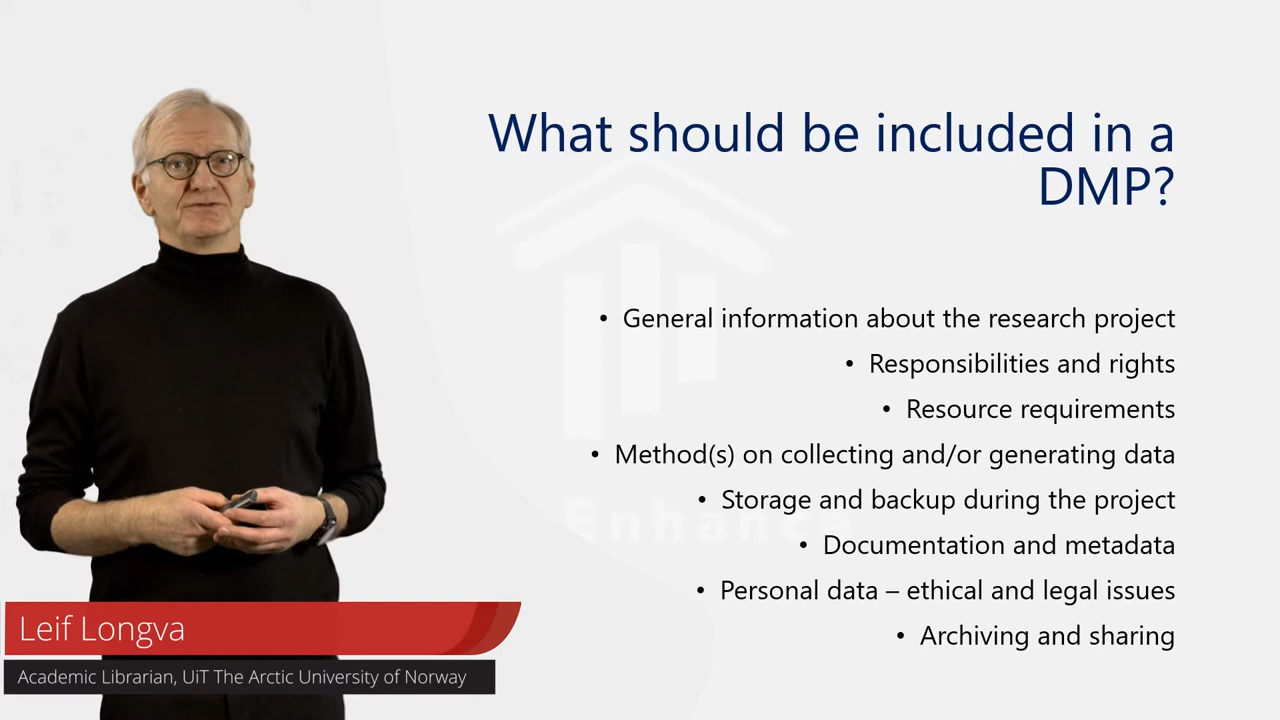 What should be included in a
DMP?
• General information about the research project
• Responsibilities and rights
• Resource requirements
• Method(s) on collecting and/or generating data
• Storage and backup during the project
Enhance
• Documentation and metadata
• Personal data – ethical and legal issues
• Archiving and sharing
Leif Longva
Academic Librarian, UiT The Arctic University of Norway